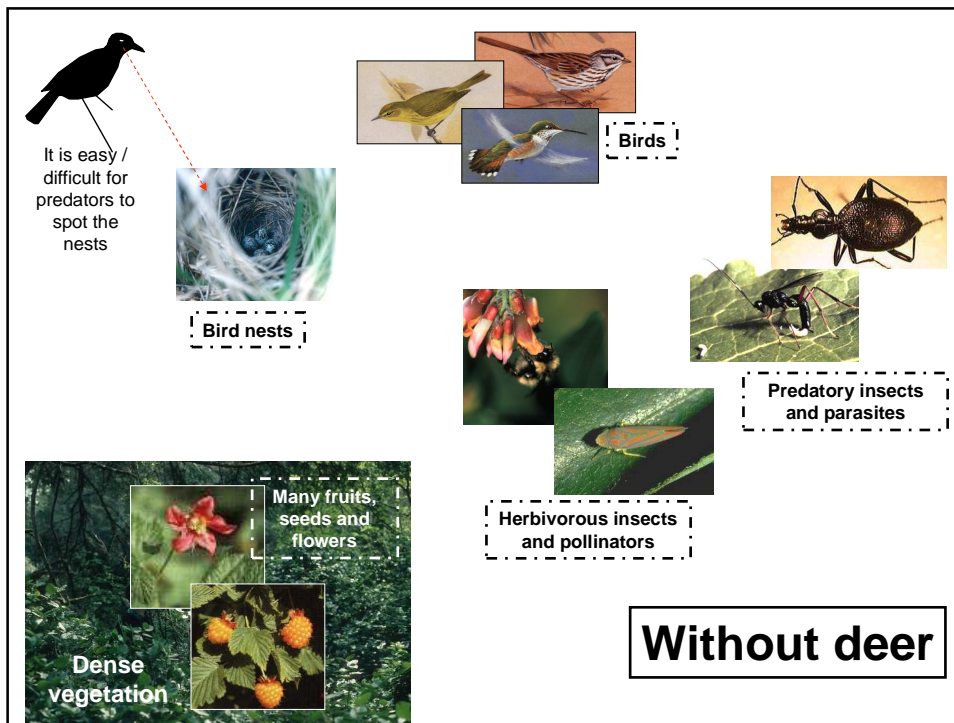 It is easy /
difficult for
predators to
spot the
nests
Birds
Bird nests
Predatory insects
and parasites
Herbivorous insects
and pollinators
Many fruits,
seeds and
flowers
Dense
vegetation
Without deer